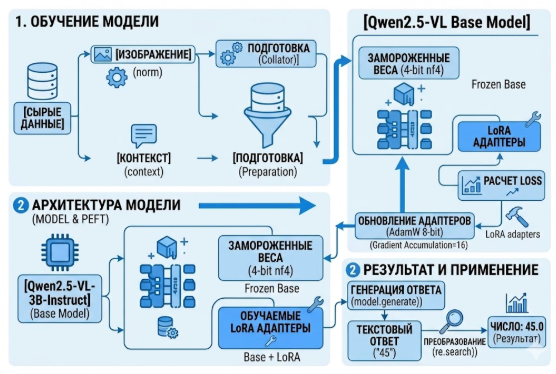 1. ОБУЧЕНИЕ МОДЕЛИ
[СЫРЫЕ
ДАННЫЕ]
[ИЗОБРАЖЕНИЕ]
(norm)
ПОДГОТОВКА
(Collator)]
[КОНТЕКСТ]
(context)
[ПОДГОТОВКА]
(Preparation)
[Qwen2.5-VL Base Model]
ЗАМОРОЖЕННЫЕ
ВЕСА (4-bit nf4)
Frozen Base
LoRA
АДАПТЕРЫ
РАСЧЕТ LOSS
LoRA adapters
ОБНОВЛЕНИЕ АДАПТЕРОВ
(AdamW 8-bit)
(Gradient Accumulation=16)
2 АРХИТЕКТУРА МОДЕЛИ
(MODEL & PEFT)
[Qwen2.5-VL-
3B-Instruct]
(Base Model)
ЗАМОРОЖЕННЫЕ
ВЕСА
(4-bit nf4)
Frozen Base
ОБУЧАЕМЫЕ
LoRA АДАПТЕРЫ
Base + LoRA
2 РЕЗУЛЬТАТ И ПРИМЕНЕНИЕ
ГЕНЕРАЦИЯ ОТВЕТА
(model.generate))
ТЕКСТОВЫЙ
ОТВЕТ
("45")
ПРЕОБРАЗОВАНИЕ
(re.search))
ЧИСЛО: 45.0
(Результат)